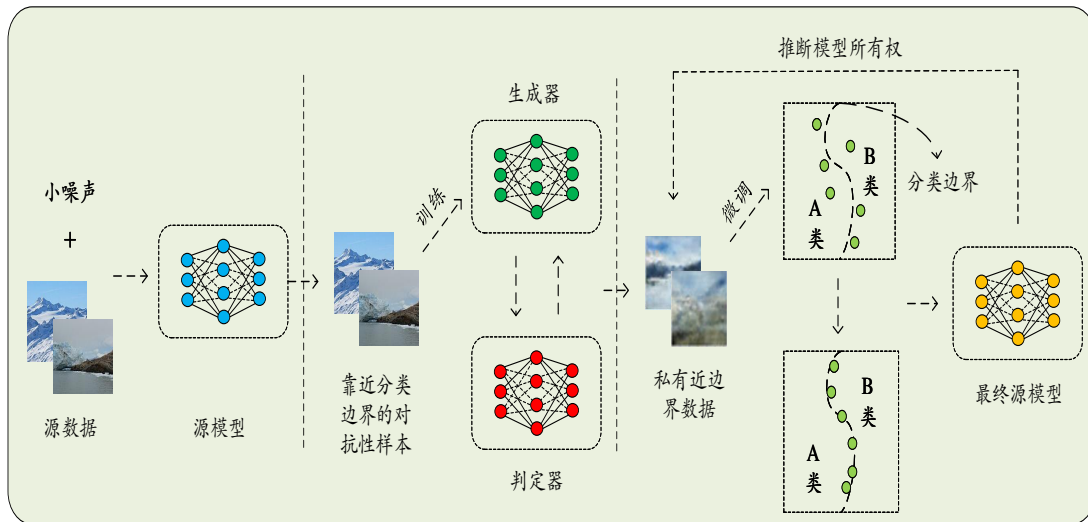 小噪声
+
源数据
源模型
靠近分类
边界的对
抗性样本
训练
生成器
判定器
私有近边
界数据
微调
推断模型所有权
A
类
B
类
分类边界
A
类
B
类
最终源模型